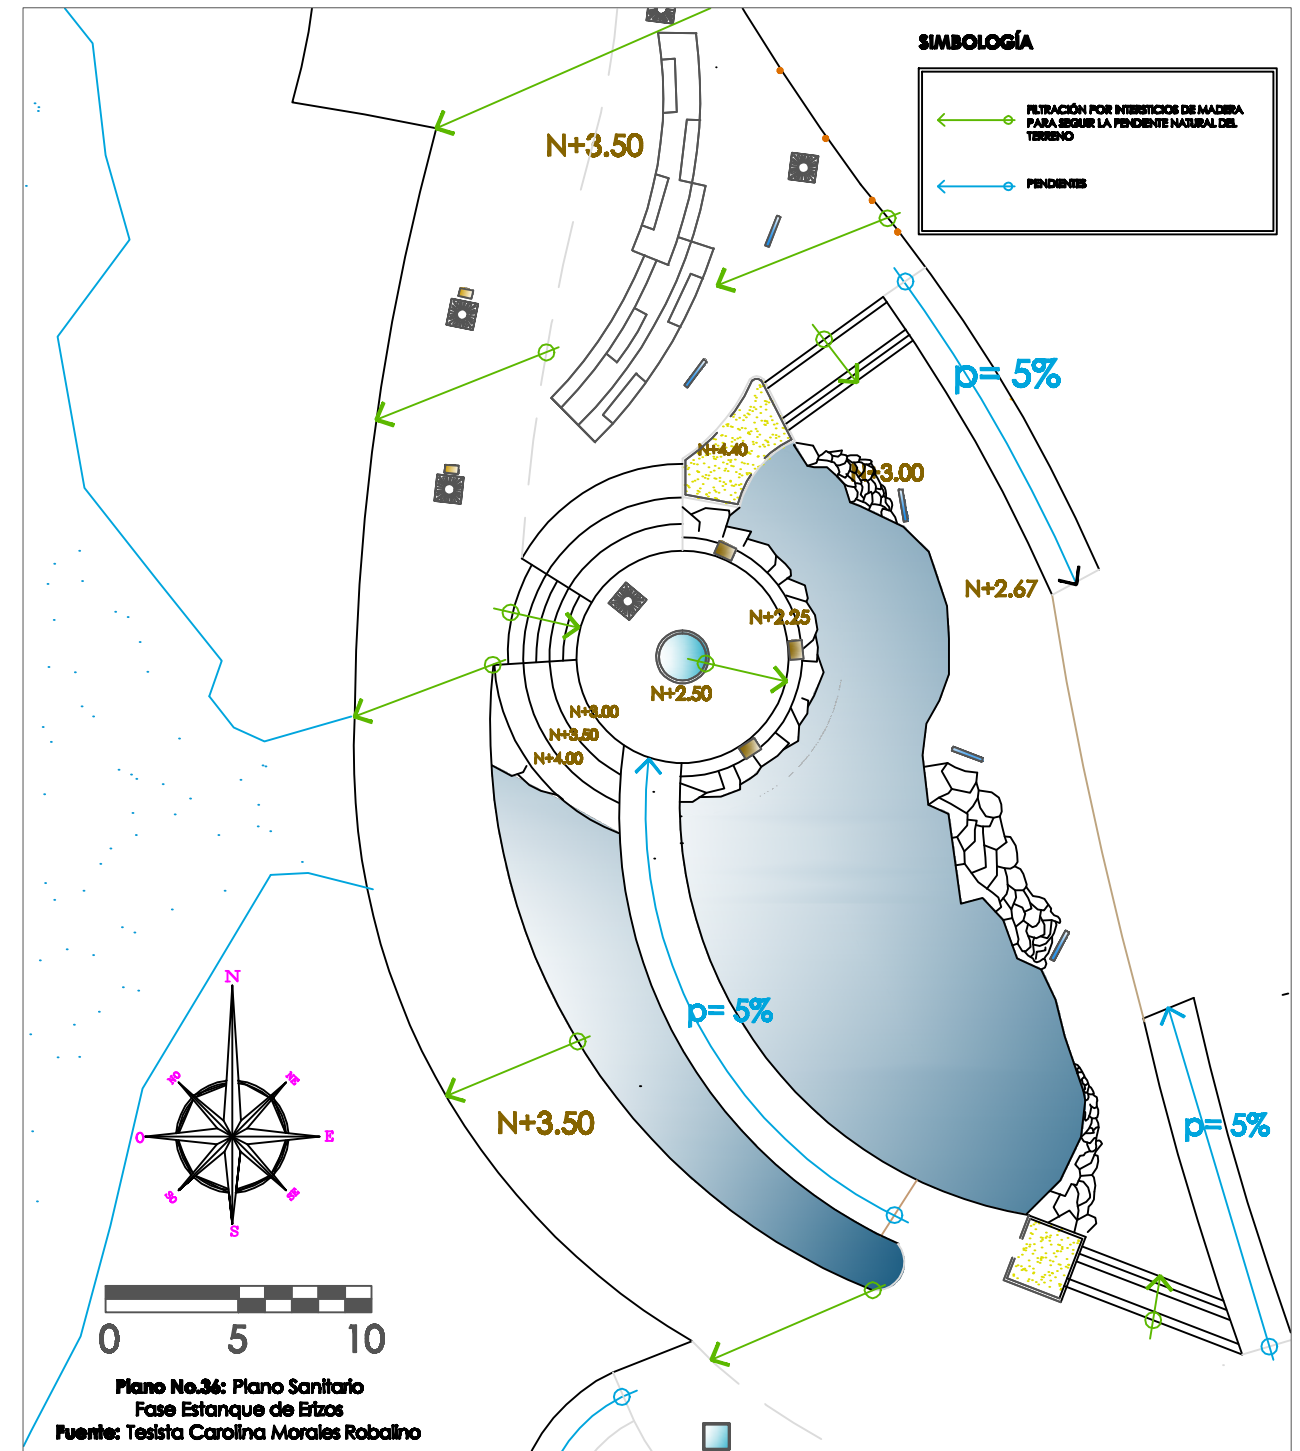 SIMBOLOGÍA
FILTRACIÓN POR INTERSTICIOS DE MADERA
PARA SEGUIR LA PENDIENTE NATURAL DEL
TERRENO
PENDIENTES
N+3.50
p= 5%
N+4.40
N+3.00
N+2.67
N+2.25
N+2.50
N+3.00
N+3.50
N+4.00
p= 5%
N+3.50
p= 5%
N
NO
NE
O
E
SO
SE
S
0 5 10
Plano No.36: Plano Sanitario
Fase Estanque de Erizos
Fuente: Tesista Carolina Morales Robalino